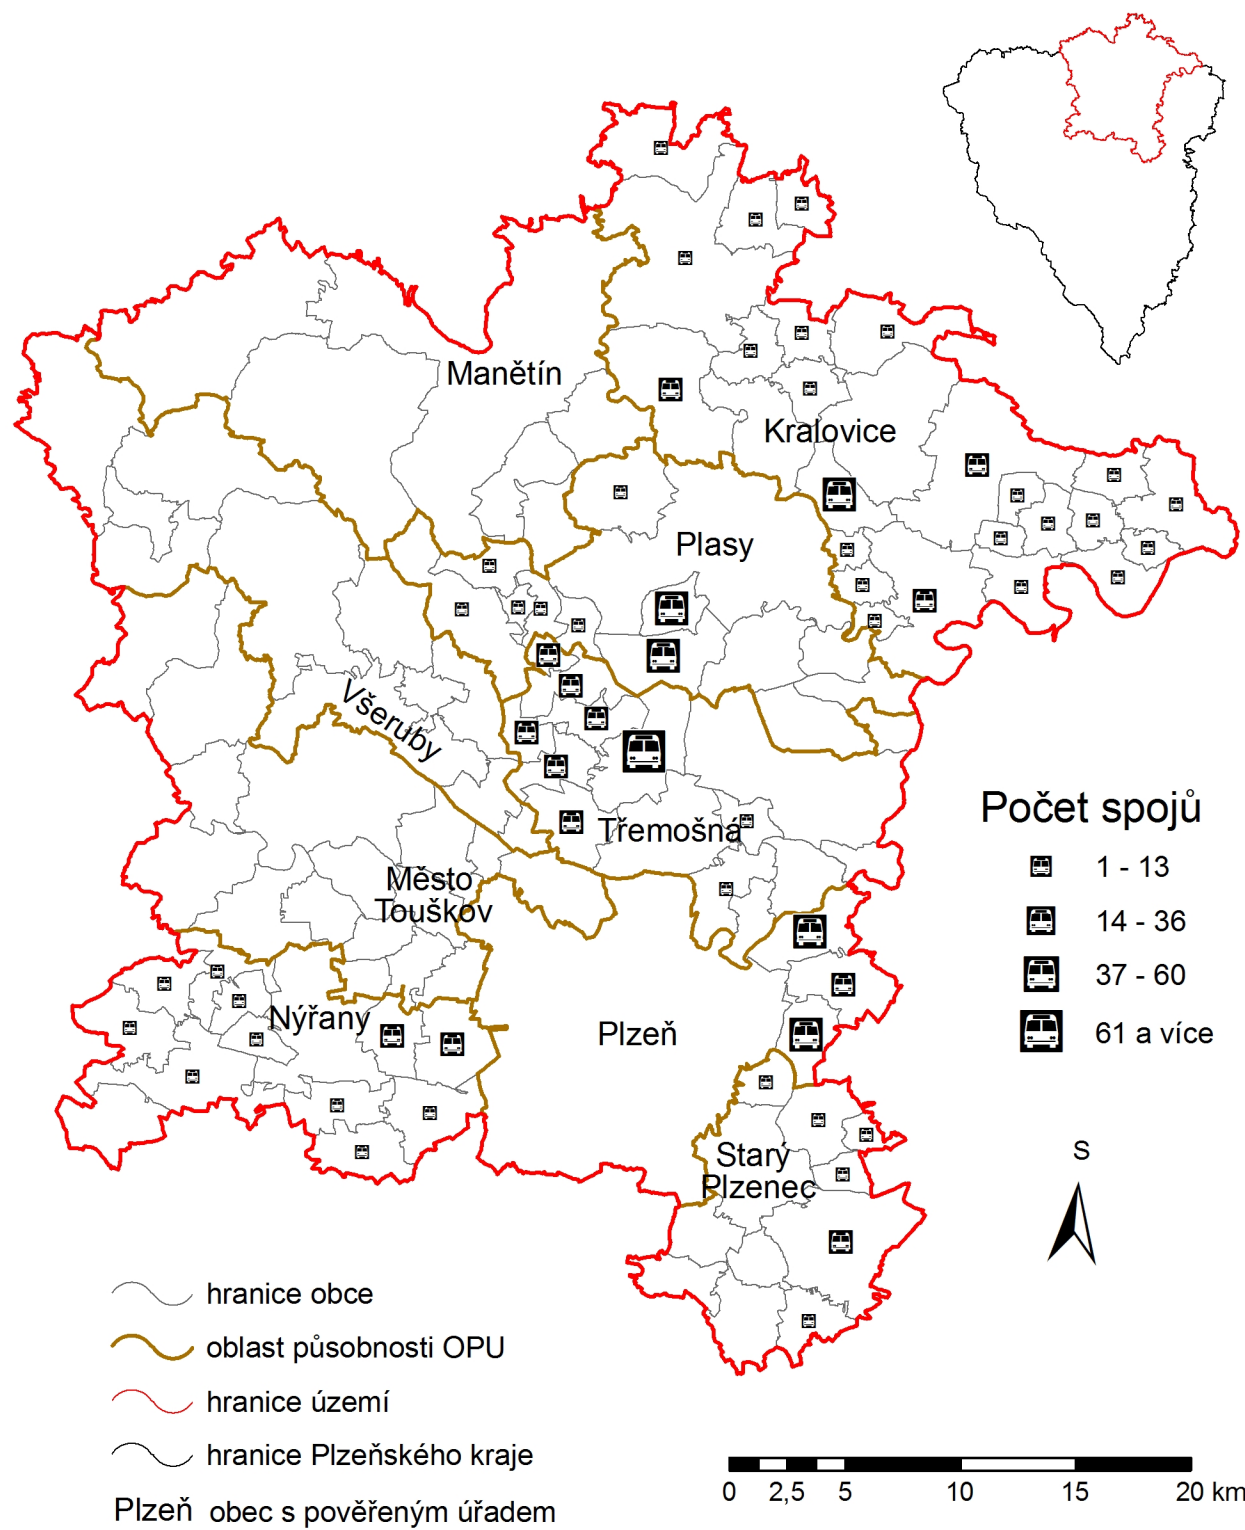 Manětín
Kralovice
Plasy
Všeruby
Třemošná
Město
Touškov
Nýřany
Plzeň
Starý
Plzenec
Počet spojů
1 - 13
14 - 36
37 - 60
61 a více
S
hranice obce
oblast působnosti OPU
hranice území
hranice Plzeňského kraje
Plzeň obec s pověřeným úřadem
0 2,5 5 10 15 20 km